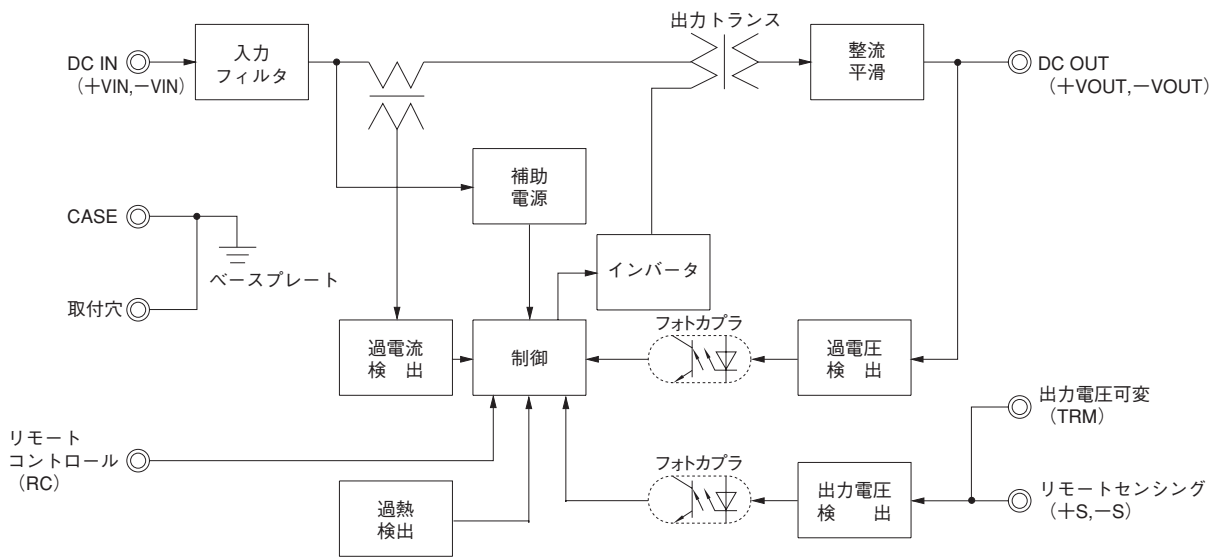 出力トランス
DC IN
（＋VIN,－VIN）
入力
フィルタ
整流
平滑
DC OUT
（＋VOUT,－VOUT）
補助
電源
CASE
ベースプレート
インバータ
取付穴
過電流
検　出
制御
フォトカプラ
過電圧
検　出
出力電圧可変
（TRM）
リモート
コントロール
（RC）
過熱
検出
フォトカプラ
出力電圧
検　出
リモートセンシング
（＋S,－S）